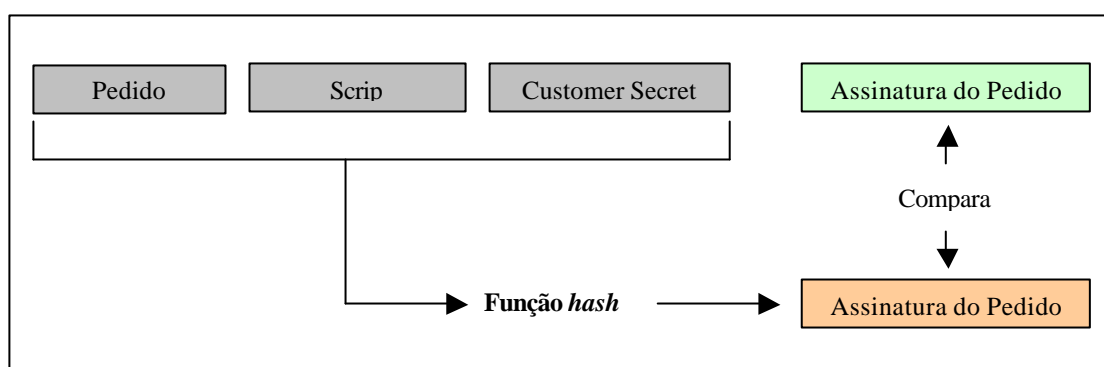 Pedido
Scrip
Customer Secret
Assinatura do Pedido
Compara
Função hash
Assinatura do Pedido